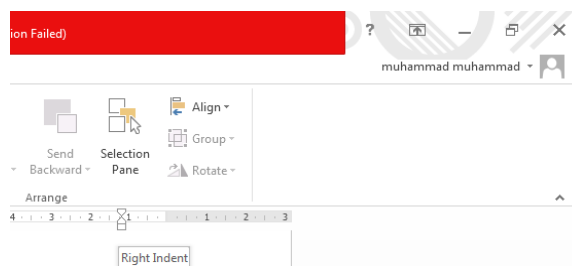 ion Failed)
?
muhammad muhammad
Align
Send Backward
Selection Pane
Group
Rotate
Arrange
4 3 2 1 1 2 3
Right Indent